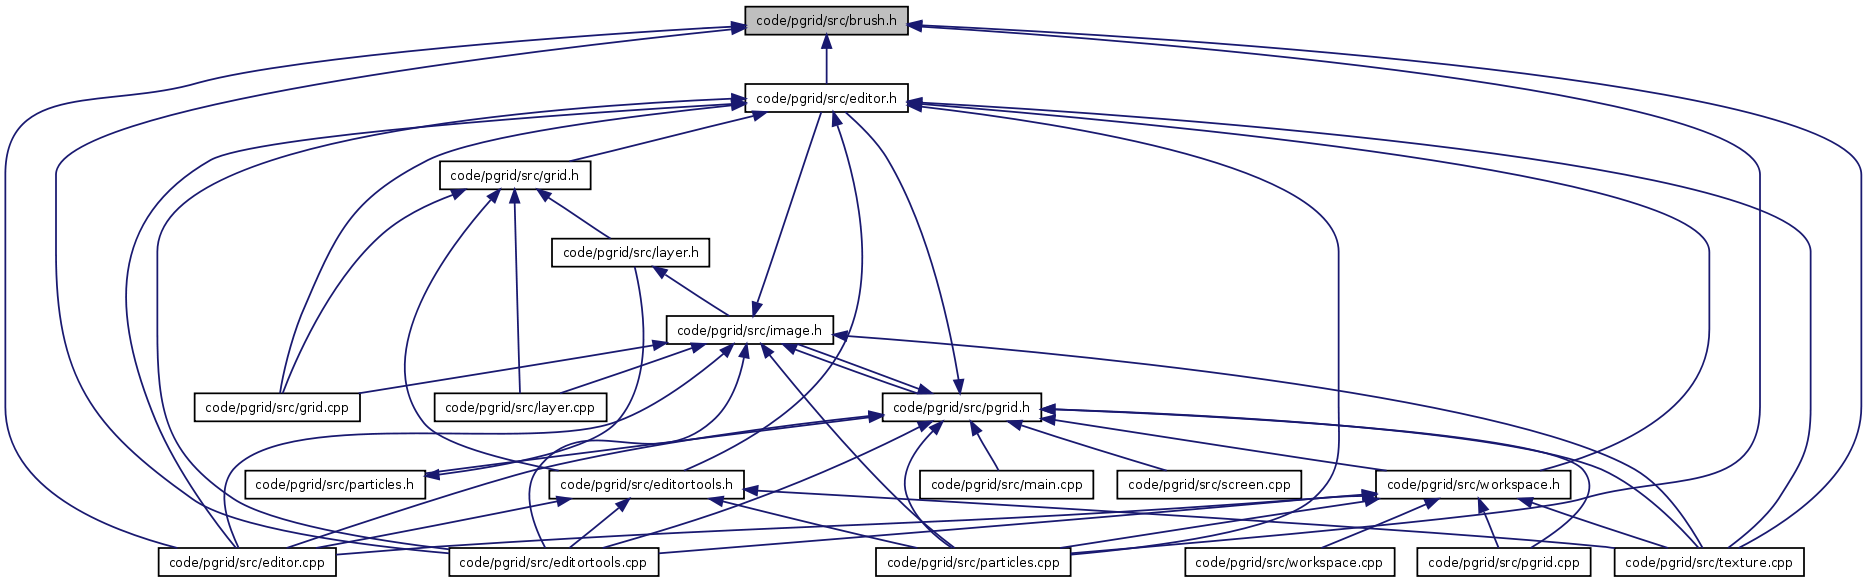 code/pgrid/src/brush.h
code/pgrid/src/editor.h
code/pgrid/src/grid.h
code/pgrid/src/layer.h
code/pgrid/src/image.h
code/pgrid/src/grid.cpp
code/pgrid/src/layer.cpp
code/pgrid/src/pgrid.h
code/pgrid/src/particles.h
code/pgrid/src/editortools.h
code/pgrid/src/main.cpp
code/pgrid/src/screen.cpp
code/pgrid/src/workspace.h
code/pgrid/src/editor.cpp
code/pgrid/src/editortools.cpp
code/pgrid/src/particles.cpp
code/pgrid/src/workspace.cpp
code/pgrid/src/pgrid.cpp
code/pgrid/src/texture.cpp